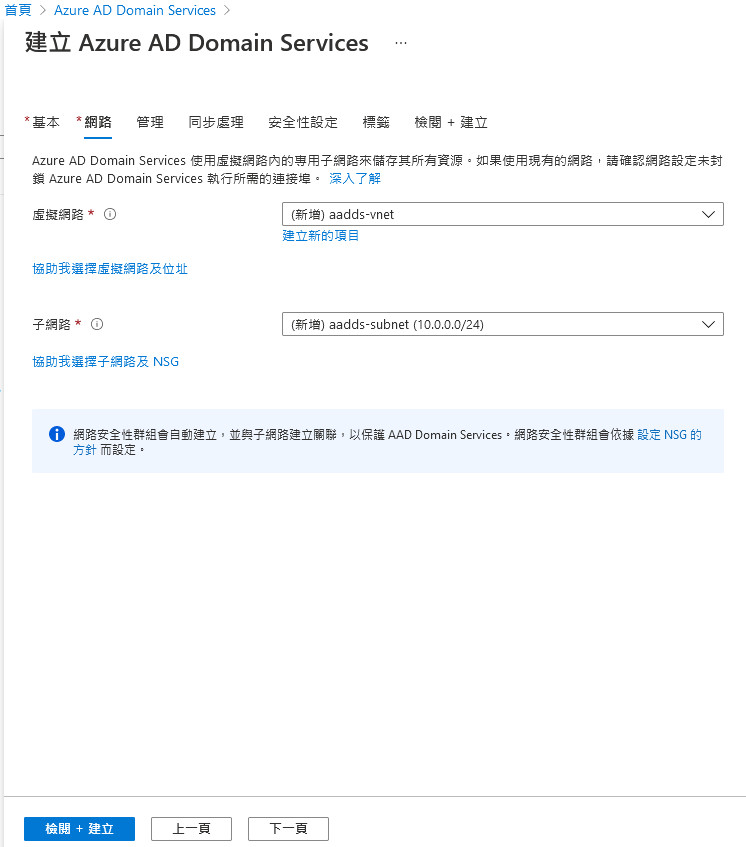 首頁 > Azure AD Domain Services >
建立 Azure AD Domain Services ...
*基本 *網路 管理 同步處理 安全性設定 標籤 檢閱 + 建立
Azure AD Domain Services 使用虛擬網路內的專用子網路來儲存其所有資源。如果使用現有的網路，請確認網路設定未封
鎖 Azure AD Domain Services 執行所需的連接埠。 深入了解
虛擬網路 * (新增) aadds-vnet
建立新的項目
協助我選擇虛擬網路及位址
子網路 * (新增) aadds-subnet (10.0.0.0/24)
協助我選擇子網路及 NSG
網路安全性群組會自動建立，並與子網路建立關聯，以保護 AAD Domain Services。網路安全性群組會依據 設定 NSG 的
方針 而設定。
檢閱 + 建立 上一頁 下一頁